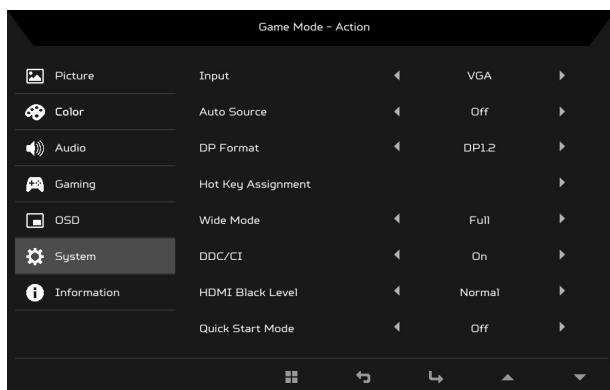 Game Mode - Action
Picture
Input VGA
Color
Auto Source Off
Audio
DP Format DP1.2
Gaming
Hot Key Assignment
OSD
Wide Mode Full
System
DDC/CI On
Information
HDMI Black Level Normal
Quick Start Mode Off